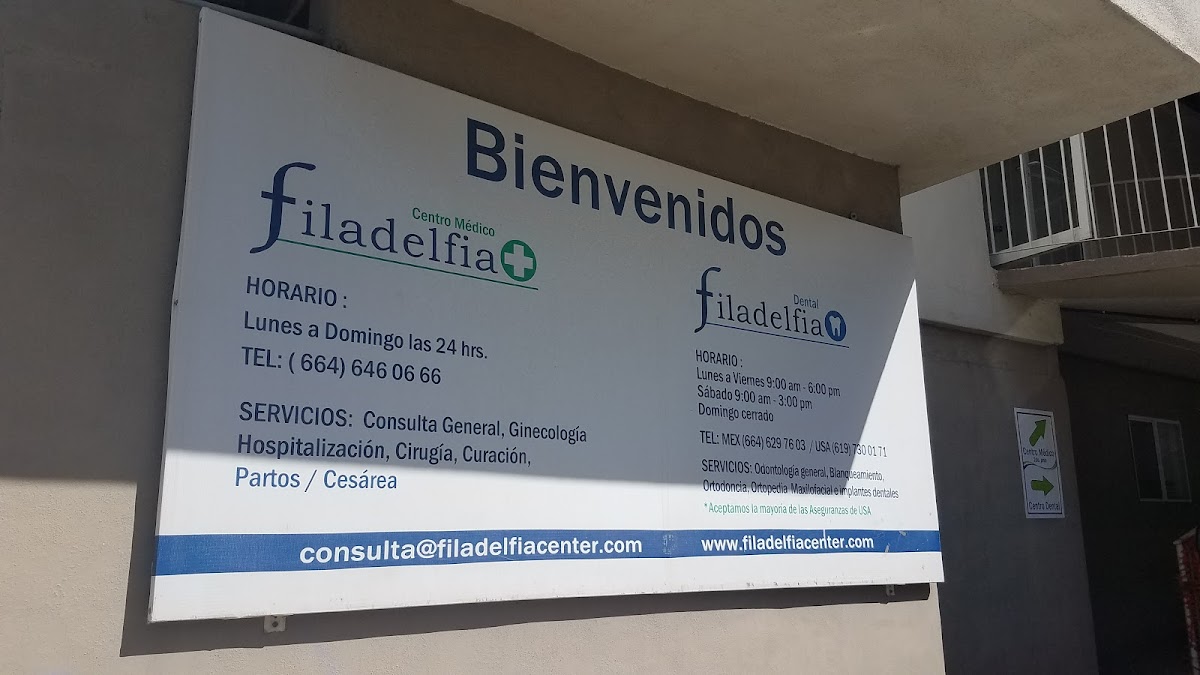 Bienvenidos
Centro Médico
filadelfia
HORARIO :
Lunes a Domingo las 24 hrs.
TEL: ( 664) 646 06 66
SERVICIOS: Consulta General, Ginecología
Hospitalización, Cirugía, Curación,
Partos / Cesárea
Dental
filadelfia
HORARIO :
Lunes a Viernes 9:00 am - 6:00 pm
Sábado 9:00 am - 3:00 pm
Domingo cerrado
TEL: MEX (664) 629 76 03 / USA (619) 730 01 71
SERVICIOS: Odontología general, Blanqueamiento,
Ortodoncia, Ortopedia Maxilofacial e implantes dentales
*Aceptamos la mayoria de las Aseguranzas de USA
consulta@filadelfiacenter.com
www.filadelfiacenter.com
Centro Médico
Centro Dental